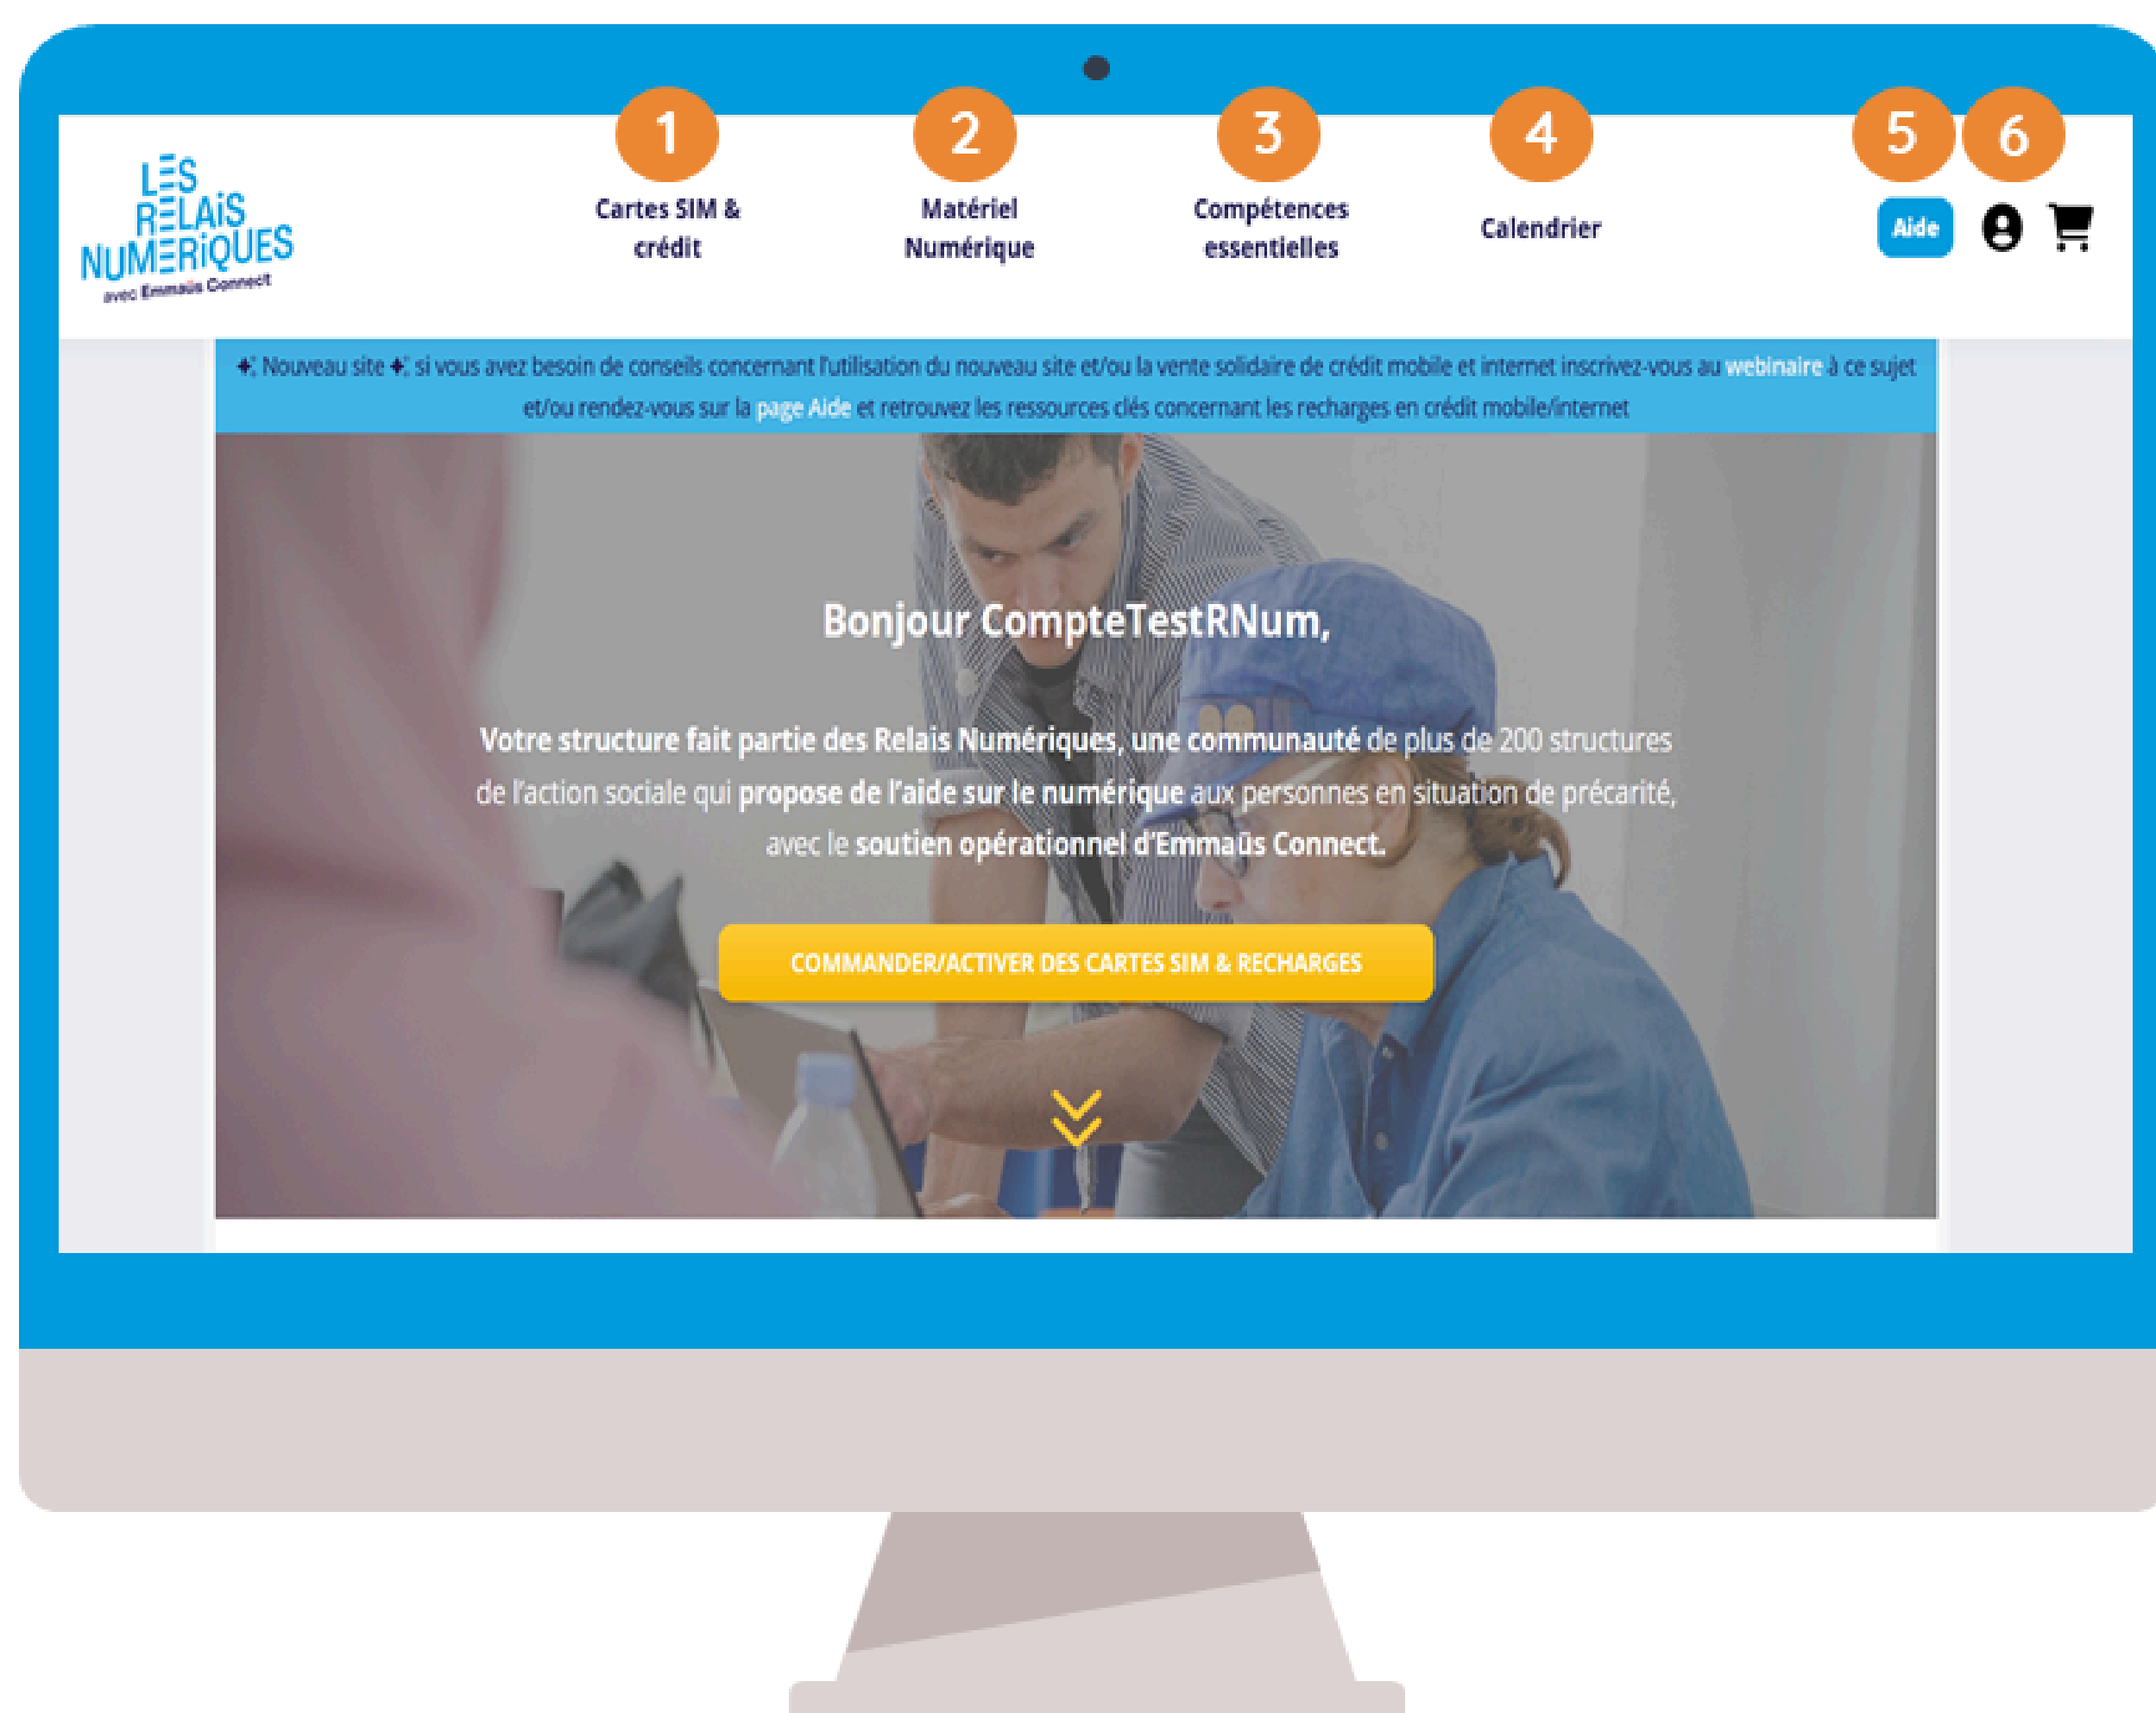 1 2 3 4 5 6
LES
RELAiS
NUMERiQUES
avec Emmaüs Connect
Cartes SIM &
crédit
Matériel
Numérique
Compétences
essentielles
Calendrier
Aide
Nouveau site si vous avez besoin de conseils concernant l'utilisation du nouveau site et/ou la vente solidaire de crédit mobile et internet inscrivez-vous au webinaire à ce sujet
et/ou rendez-vous sur la page Aide et retrouvez les ressources clés concernant les recharges en crédit mobile/internet
Bonjour CompteTestRNum,
Votre structure fait partie des Relais Numériques, une communauté de plus de 200 structures
de l'action sociale qui propose de l'aide sur le numérique aux personnes en situation de précarité,
avec le soutien opérationnel d'Emmaüs Connect.
COMMANDER/ACTIVER DES CARTES SIM & RECHARGES